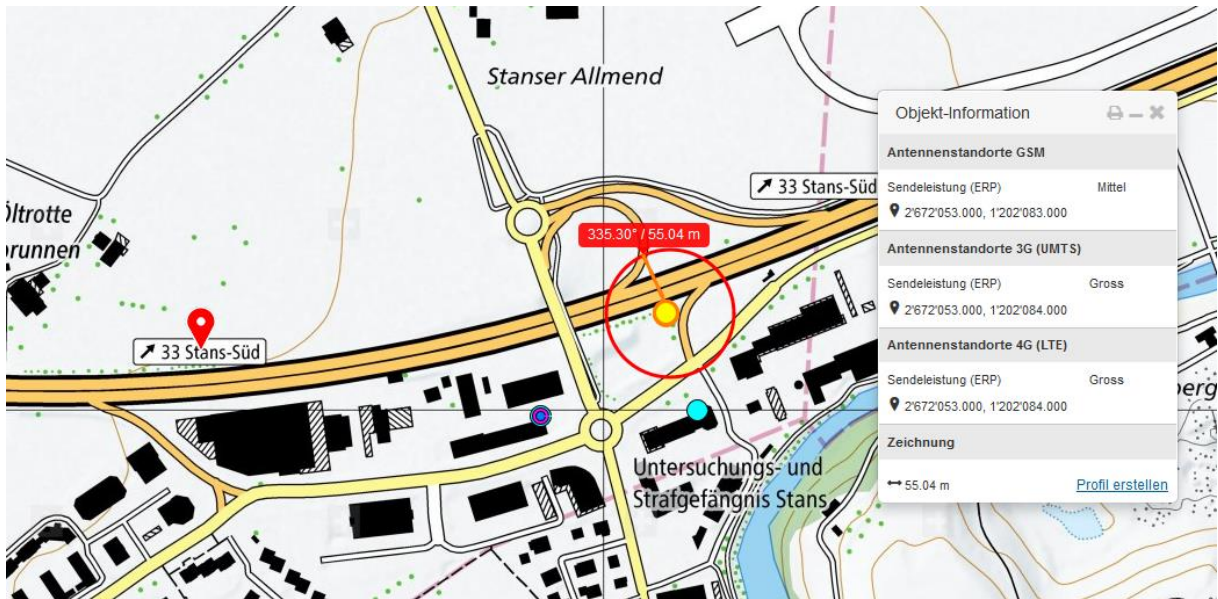 Stanser Allmend
33 Stans-Süd
335.30° / 55.04 m
Öltrotte
brunnen
33 Stans-Süd
Untersuchungs- und
Strafgefängnis Stans
Objekt-Information
Antennenstandorte GSM
Sendeleistung (ERP) Mittel
2'672'053.000, 1'202'083.000
Antennenstandorte 3G (UMTS)
Sendeleistung (ERP) Gross
2'672'053.000, 1'202'084.000
Antennenstandorte 4G (LTE)
Sendeleistung (ERP) Gross
2'672'053.000, 1'202'084.000
Zeichnung
55.04 m Profil erstellen
berg